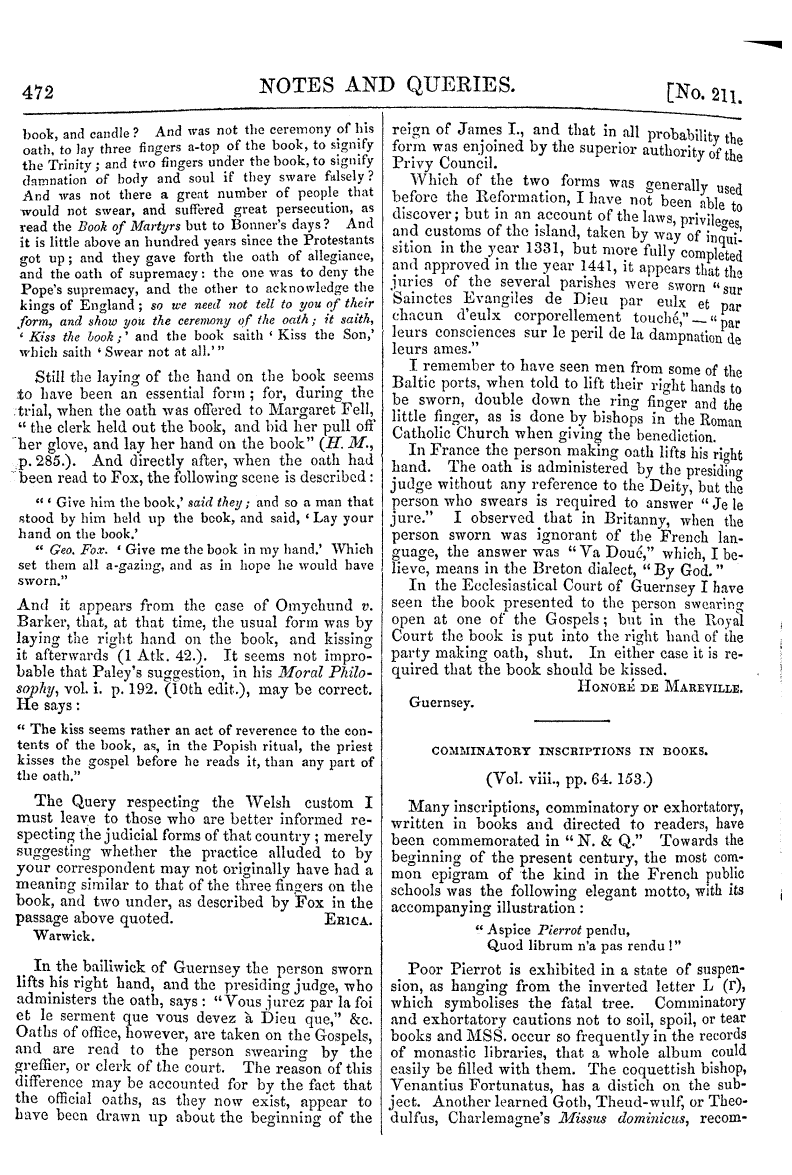 472 NOTES AND QUERIES. [No. 211.
book, and candle? And was not the ceremony of his
oath, to lay three fingers a-top of the book, to signify
the Trinity; and two fingers under the book, to signify
damnation of body and soul if they sware falsely?
And was not there a great number of people that
would not swear, and suffered great persecution, as
read the Book of Martyrs but to Bonner's days? And
it is little above an hundred years since the Protestants
got up; and they gave forth the oath of allegiance,
and the oath of supremacy: the one was to deny the
Pope's supremacy, and the other to acknowledge the
kings of England; so we need not tell to you of their
form, and show you the ceremony of the oath; it saith,
‘Kiss the book;’ and the book saith ‘Kiss the Son,’
which saith ‘Swear not at all.’”
Still the laying of the hand on the book seems
to have been an essential form; for, during the
trial, when the oath was offered to Margaret Fell,
“the clerk held out the book, and bid her pull off
her glove, and lay her hand on the book” (H. M.,
p. 285.). And directly after, when the oath had
been read to Fox, the following scene is described:
“‘Give him the book,’ said they; and so a man that
stood by him held up the book, and said, ‘Lay your
hand on the book.’
“Geo. Fox. ‘Give me the book in my hand.’ Which
set them all a-gazing, and as in hope he would have
sworn.”
And it appears from the case of Omychund v.
Barker, that, at that time, the usual form was by
laying the right hand on the book, and kissing
it afterwards (1 Atk. 42.). It seems not impro-
bable that Paley's suggestion, in his Moral Philo-
sophy, vol. i. p. 192. (10th edit.), may be correct.
He says:
“The kiss seems rather an act of reverence to the con-
tents of the book, as, in the Popish ritual, the priest
kisses the gospel before he reads it, than any part of
the oath.”
The Query respecting the Welsh custom I
must leave to those who are better informed re-
specting the judicial forms of that country; merely
suggesting whether the practice alluded to by
your correspondent may not originally have had a
meaning similar to that of the three fingers on the
book, and two under, as described by Fox in the
passage above quoted. ERICA.
Warwick.
In the bailiwick of Guernsey the person sworn
lifts his right hand, and the presiding judge, who
administers the oath, says: “Vous jurez par la foi
et le serment que vous devez à Dieu que,” &c.
Oaths of office, however, are taken on the Gospels,
and are read to the person swearing by the
greffier, or clerk of the court. The reason of this
difference may be accounted for by the fact that
the official oaths, as they now exist, appear to
have been drawn up about the beginning of the
reign of James I., and that in all probability the
form was enjoined by the superior authority of the
Privy Council.
Which of the two forms was generally used
before the Reformation, I have not been able to
discover; but in an account of the laws, privileges,
and customs of the island, taken by way of inqui-
sition in the year 1331, but more fully completed
and approved in the year 1441, it appears that the
juries of the several parishes were sworn “sur
Sainctes Evangiles de Dieu par eulx et par
chacun d'eulx corporellement touché,”—“par
leurs consciences sur le peril de la dampnation de
leurs ames.”
I remember to have seen men from some of the
Baltic ports, when told to lift their right hands to
be sworn, double down the ring finger and the
little finger, as is done by bishops in the Roman
Catholic Church when giving the benediction.
In France the person making oath lifts his right
hand. The oath is administered by the presiding
judge without any reference to the Deity, but the
person who swears is required to answer “Je le
jure.” I observed that in Britanny, when the
person sworn was ignorant of the French lan-
guage, the answer was “Va Doué,” which, I be-
lieve, means in the Breton dialect, “By God.”
In the Ecclesiastical Court of Guernsey I have
seen the book presented to the person swearing
open at one of the Gospels; but in the Royal
Court the book is put into the right hand of the
party making oath, shut. In either case it is re-
quired that the book should be kissed.
HONORÉ DE MAREVILLE.
Guernsey.
COMMINATORY INSCRIPTIONS IN BOOKS.
(Vol. viii., pp. 64. 153.)
Many inscriptions, comminatory or exhortatory,
written in books and directed to readers, have
been commemorated in “N. & Q.” Towards the
beginning of the present century, the most com-
mon epigram of the kind in the French public
schools was the following elegant motto, with its
accompanying illustration:
“Aspice Pierrot pendu,
Quod librum n'a pas rendu!”
Poor Pierrot is exhibited in a state of suspen-
sion, as hanging from the inverted letter L (Γ),
which symbolises the fatal tree. Comminatory
and exhortatory cautions not to soil, spoil, or tear
books and MSS. occur so frequently in the records
of monastic libraries, that a whole album could
easily be filled with them. The coquettish bishop,
Venantius Fortunatus, has a distich on the sub-
ject. Another learned Goth, Theud-wulf, or Theo-
dulfus, Charlemagne's Missus dominicus, recom-